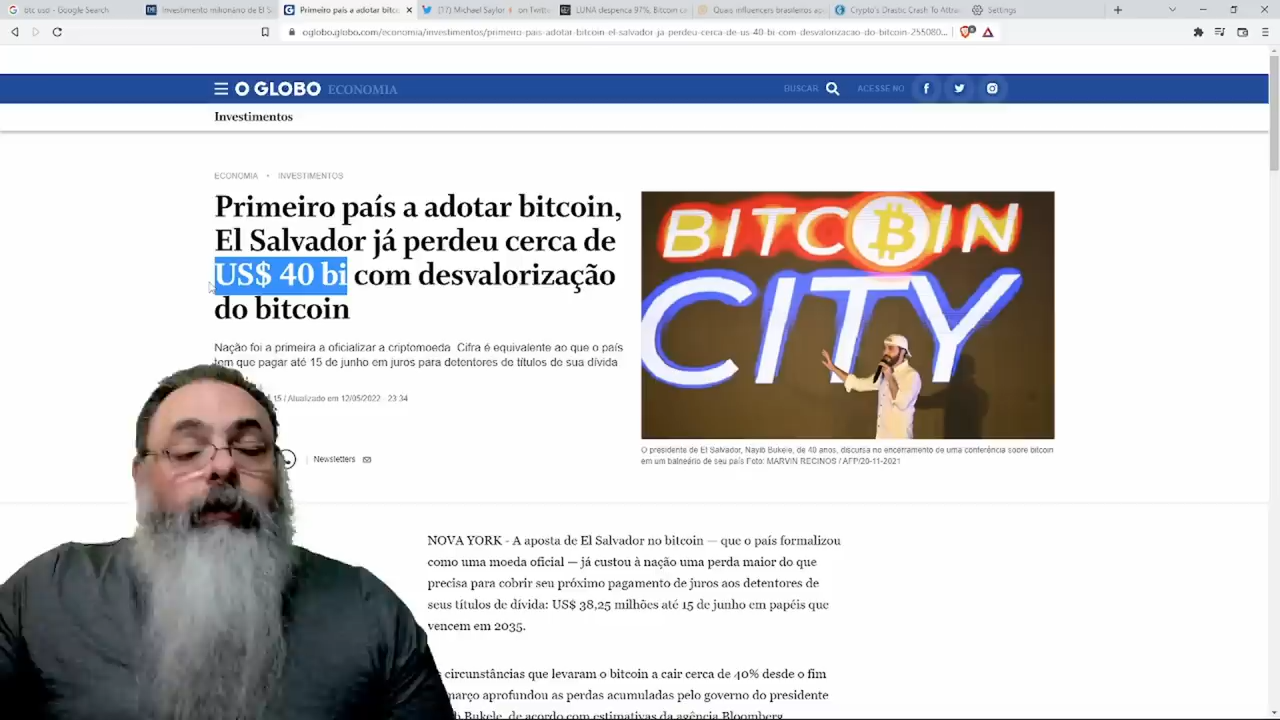 btc usd - Google Search
Investimento milionário de El S
Primeiro país a adotar bitco
(17) Michael Saylor on Twitt
LUNA despenca 97%, Bitcoin c
Quais influencers brasileiros ap
Crypto's Drastic Crash To Attra
Settings
oglobo.globo.com/economia/investimentos/primeiro-pais-adotar-bitcoin-el-salvador-ja-perdeu-cerca-de-us-40-bi-com-desvalorizacao-do-bitcoin-255080...
O GLOBO ECONOMIA
BUSCAR
ACESSE NO
Investimentos
ECONOMIA • INVESTIMENTOS
Primeiro país a adotar bitcoin,
El Salvador já perdeu cerca de
US$ 40 bi com desvalorização
do bitcoin
Nação foi a primeira a oficializar a criptomoeda. Cifra é equivalente ao que o país
tem que pagar até 15 de junho em juros para detentores de títulos de sua dívida
15 / Atualizado em 12/05/2022 - 23:34
Newsletters
BITCOIN
CITY
O presidente de El Salvador, Nayib Bukele, de 40 anos, discursa no encerramento de uma conferência sobre bitcoin
em um balneário de seu país Foto: MARVIN RECINOS / AFP/20-11-2021
NOVA YORK - A aposta de El Salvador no bitcoin — que o país formalizou
como uma moeda oficial — já custou à nação uma perda maior do que
precisa para cobrir seu próximo pagamento de juros aos detentores de
seus títulos de dívida: US$ 38,25 milhões até 15 de junho em papéis que
vencem em 2035.
circunstâncias que levaram o bitcoin a cair cerca de 40% desde o fim
março aprofundou as perdas acumuladas pelo governo do presidente
Bukele, de acordo com estimativas da agência Bloomberg.